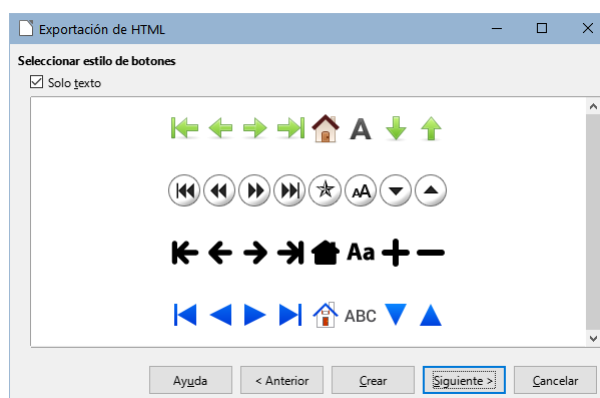 Exportación de HTML
Seleccionar estilo de botones
Solo texto
A
AA
Aa
ABC
Ayuda
< Anterior
Crear
Siguiente >
Cancelar